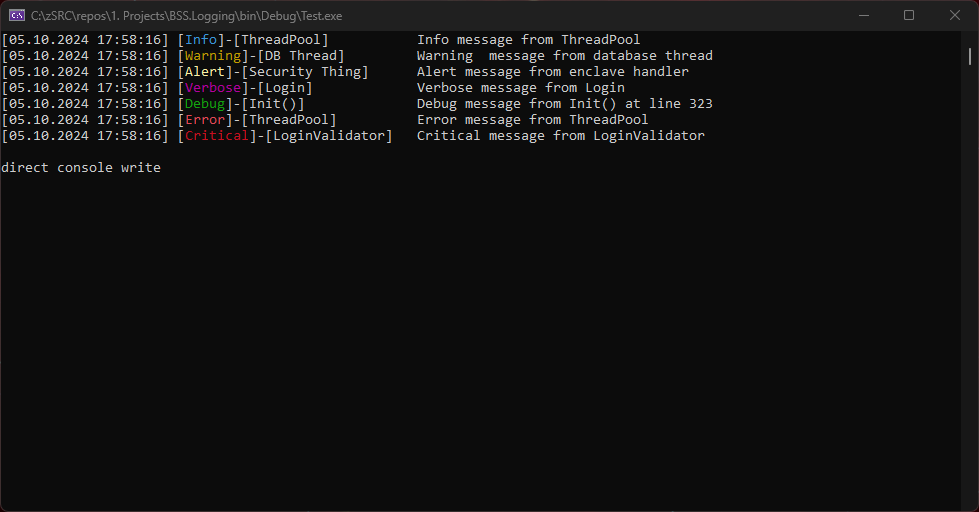 C:\zSRC\repos\1. Projects\BSS.Logging\bin\Debug\Test.exe
[05.10.2024 17:58:16] [Info]-[ThreadPool]           Info message from ThreadPool
[05.10.2024 17:58:16] [Warning]-[DB Thread]         Warning  message from database thread
[05.10.2024 17:58:16] [Alert]-[Security Thing]      Alert message from enclave handler
[05.10.2024 17:58:16] [Verbose]-[Login]             Verbose message from Login
[05.10.2024 17:58:16] [Debug]-[Init()]              Debug message from Init() at line 323
[05.10.2024 17:58:16] [Error]-[ThreadPool]          Error message from ThreadPool
[05.10.2024 17:58:16] [Critical]-[LoginValidator]   Critical message from LoginValidator
direct console write